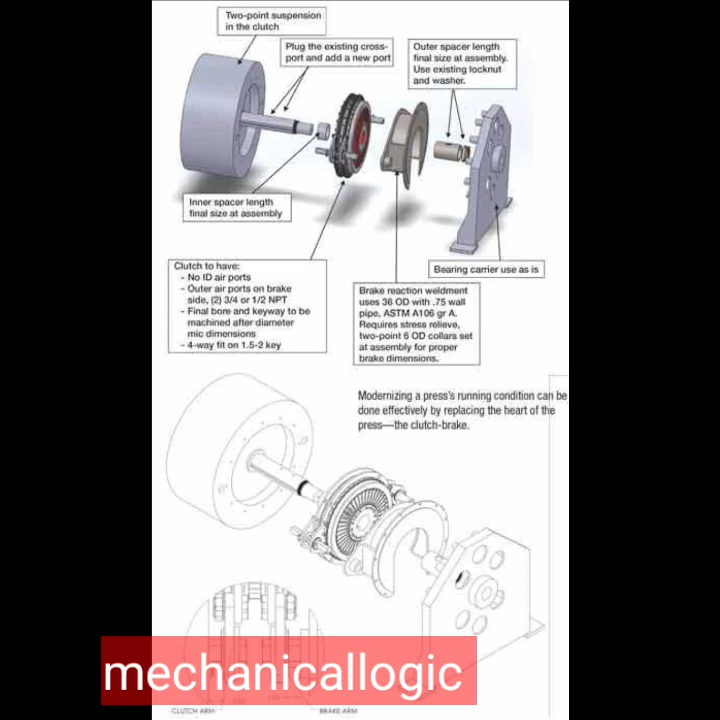 Two-point suspension
in the clutch
Plug the existing cross-
port and add a new port
Outer spacer length
final size at assembly.
Use existing locknut
and washer.
Inner spacer length
final size at assembly
Bearing carrier use as is
Clutch to have:
- No ID air ports
- Outer air ports on brake
side, (2) 3/4 or 1/2 NPT
- Final bore and keyway to be
machined after diameter
mic dimensions
- 4-way fit on 1.5-2 key
Brake reaction weldment
uses 36 OD with .75 wall
pipe, ASTM A106 gr A.
Requires stress relieve,
two-point 6 OD collars set
at assembly for proper
brake dimensions.
Modernizing a press's running condition can be
done effectively by replacing the heart of the
press—the clutch-brake.
mechanicallogic
CLUTCH ARM
BRAKE ARM